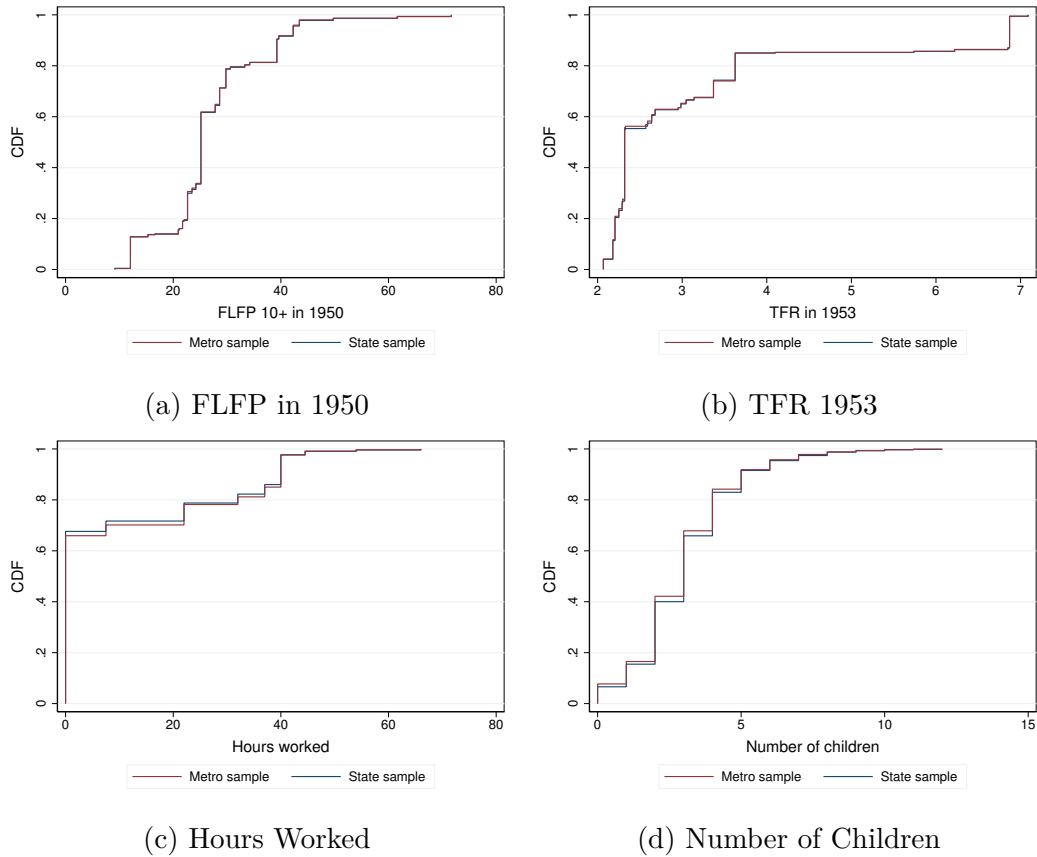 CDF
0 .2 .4 .6 .8 1
0 20 40 60 80
FLFP 10+ in 1950
Metro sample State sample
(a) FLFP in 1950
CDF
0 .2 .4 .6 .8 1
2 3 4 5 6 7
TFR in 1953
Metro sample State sample
(b) TFR 1953
CDF
0 .2 .4 .6 .8 1
0 20 40 60 80
Hours worked
Metro sample State sample
(c) Hours Worked
CDF
0 .2 .4 .6 .8 1
0 5 10 15
Number of children
Metro sample State sample
(d) Number of Children